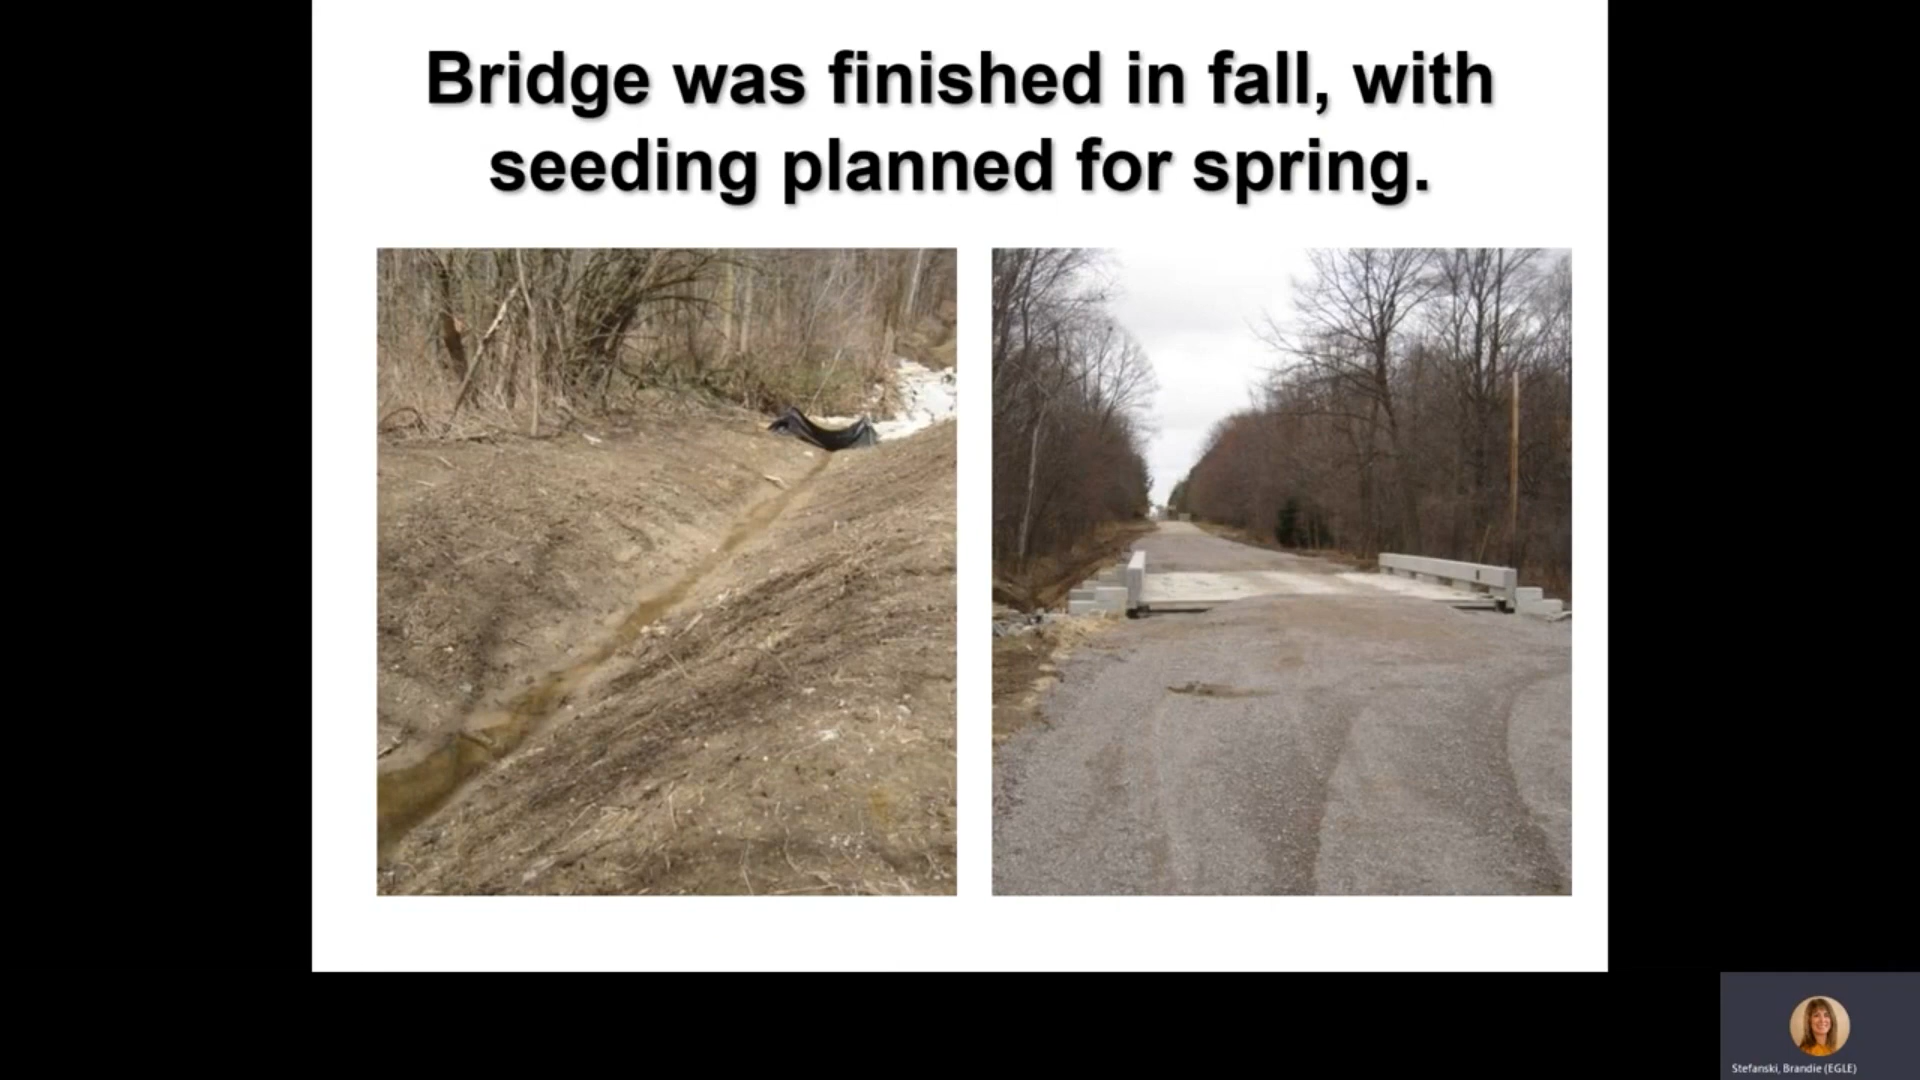 Bridge was finished in fall, with
seeding planned for spring.
Stefanski, Brandie (EGLE)